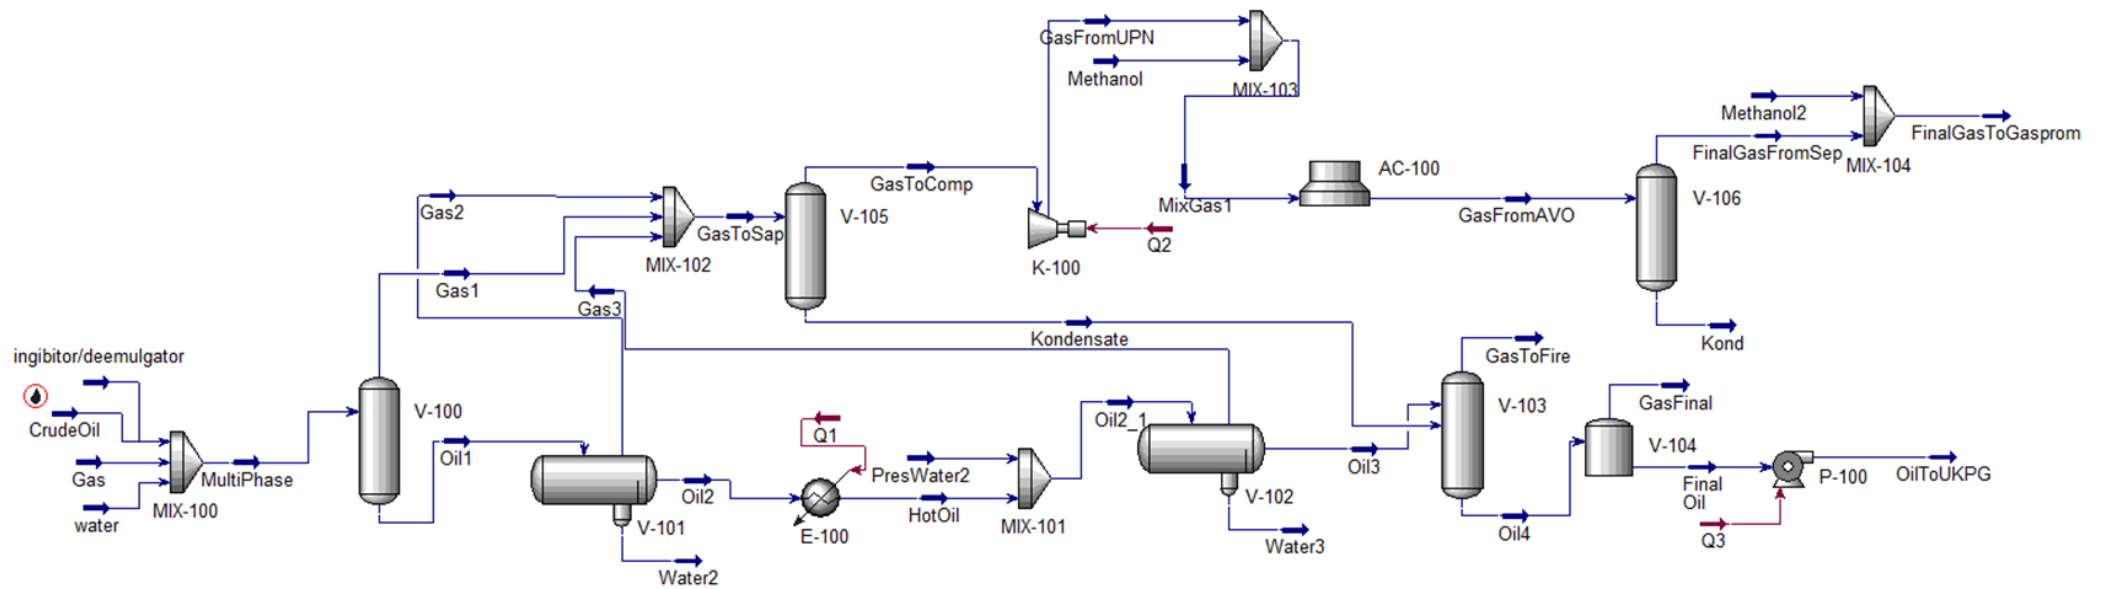 GasFromUPN
Methanol
MIX-103
Methanol2
FinalGasFromSep
MIX-104
FinalGasToGasprom
AC-100
MixGas1
GasFromAVO
V-106
Kond
GasToComp
V-105
Q2
K-100
Gas2
GasToSap
MIX-102
Gas1
Gas3
Kondensate
GasToFire
V-103
GasFinal
V-104
ingibitor/deemulgator
CrudeOil
Gas
water
MIX-100
MultiPhase
V-100
Oil1
V-101
Water2
Oil2
Q1
E-100
PresWater2
HotOil
MIX-101
Oil2_1
V-102
Water3
Oil3
Oil4
Final
Oil
Q3
P-100
OilToUKPG